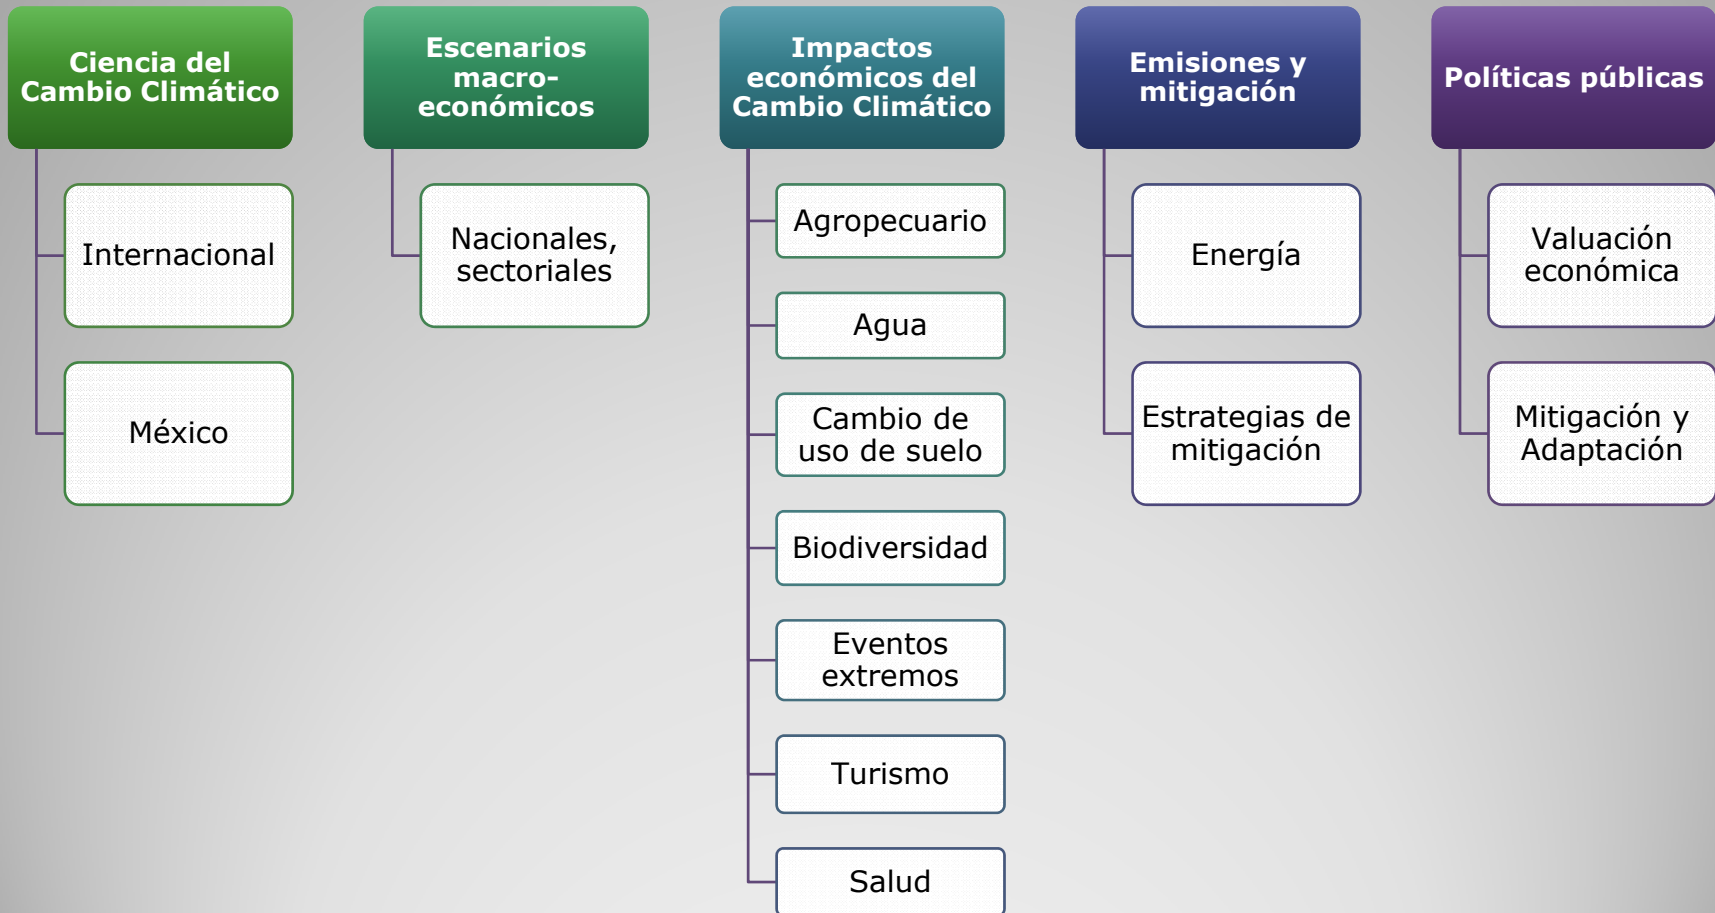 Ciencia del
Cambio Climático
Internacional
México
Escenarios
macro-
económicos
Nacionales,
sectoriales
Impactos
económicos del
Cambio Climático
Agropecuario
Agua
Cambio de
uso de suelo
Biodiversidad
Eventos
extremos
Turismo
Salud
Emisiones y
mitigación
Energía
Estrategias de
mitigación
Políticas públicas
Valuación
económica
Mitigación y
Adaptación